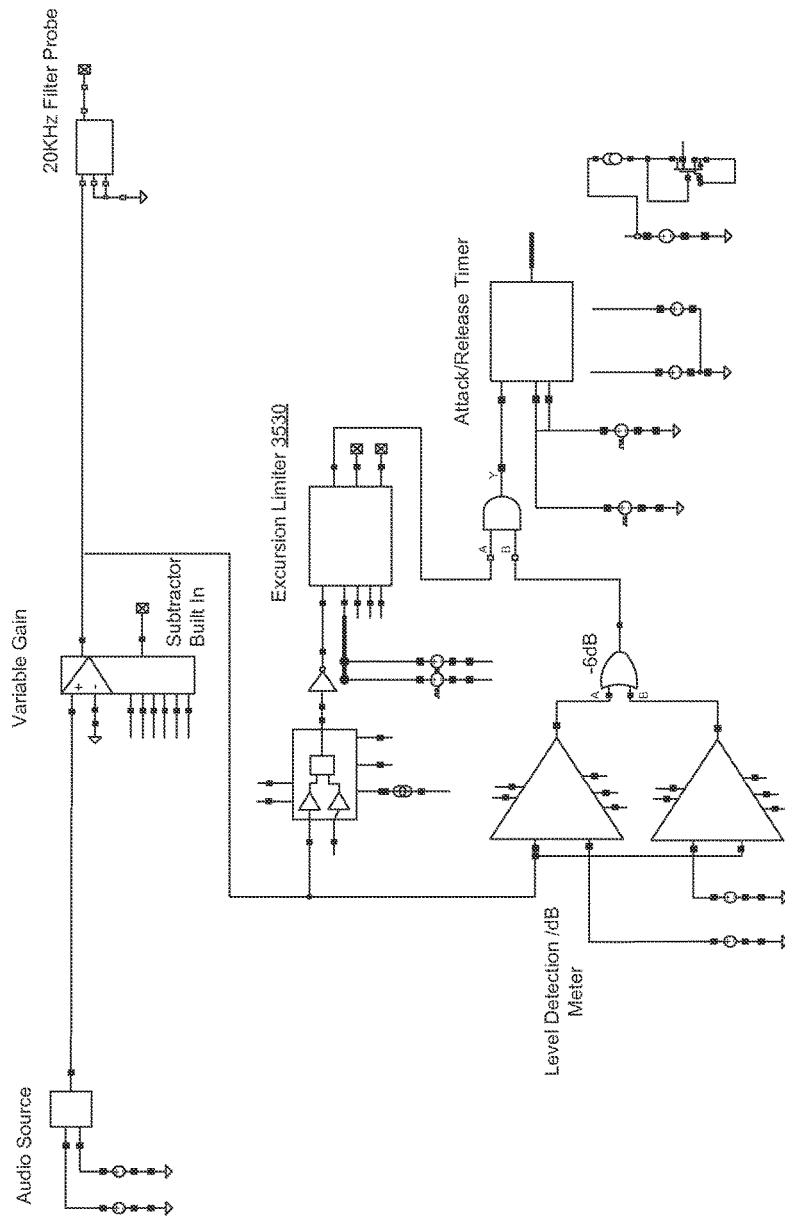 Audio Source
Variable Gain
+
-
Subtractor
Built In
20KHz Filter Probe
Excursion Limiter 3530
Attack/Release Timer
A
B
Y
-6dB
A
B
Level Detection /dB
Meter